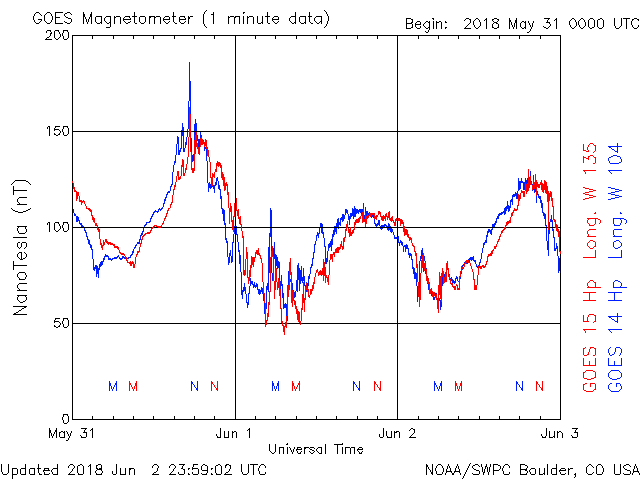 GOES Magnetometer (1 minute data)
Begin: 2018 May 31 0000 UTC
200
150
100
50
0
NanoTesla (nT)
M M N N M M N N M M N N
May 31 Jun 1 Jun 2 Jun 3
Universal Time
GOES 15 Hp Long. W 135
GOES 14 Hp Long. W 104
Updated 2018 Jun 2 23:59:02 UTC
NOAA/SWPC Boulder, CO USA